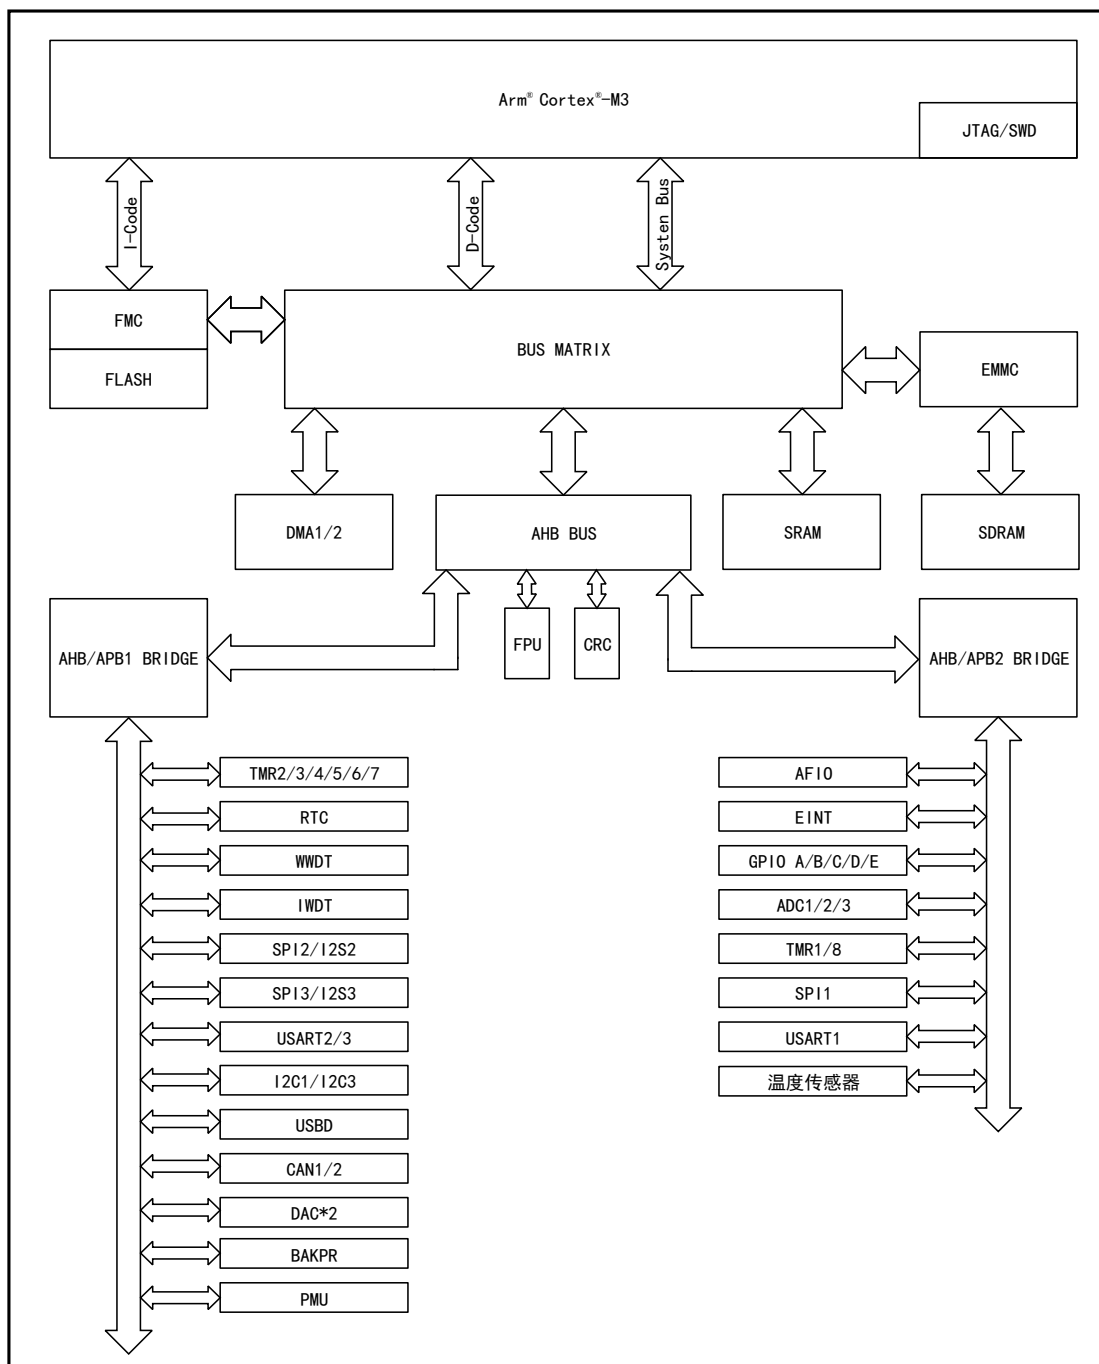 Arm® Cortex®-M3
JTAG/SWD
I-Code
D-Code
Systen Bus
FMC
FLASH
BUS MATRIX
EMMC
DMA1/2
AHB BUS
SRAM
SDRAM
AHB/APB1 BRIDGE
FPU
CRC
AHB/APB2 BRIDGE
TMR2/3/4/5/6/7
RTC
WWDT
IWDT
SPI2/I2S2
SPI3/I2S3
USART2/3
I2C1/I2C3
USBD
CAN1/2
DAC*2
BAKPR
PMU
AFIO
EINT
GPIO A/B/C/D/E
ADC1/2/3
TMR1/8
SPI1
USART1
温度传感器